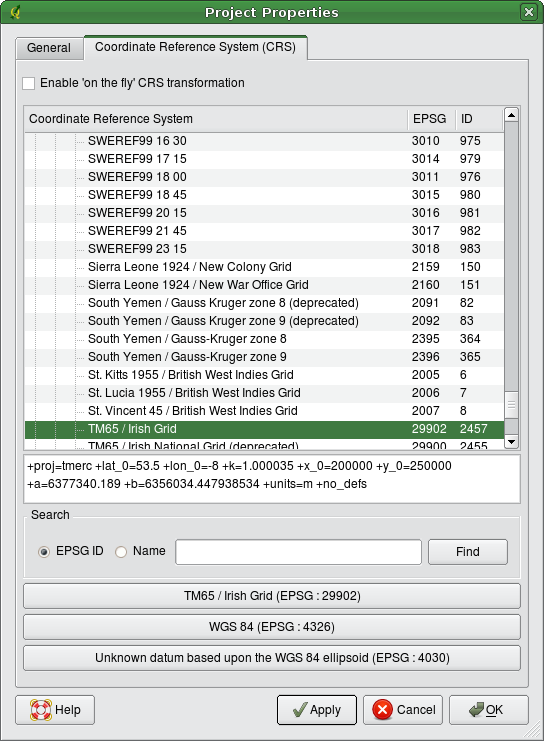 Project Properties
General Coordinate Reference System (CRS)
Enable 'on the fly' CRS transformation
Coordinate Reference System EPSG ID
SWEREF99 16 30 3010 975
SWEREF99 17 15 3014 979
SWEREF99 18 00 3011 976
SWEREF99 18 45 3015 980
SWEREF99 20 15 3016 981
SWEREF99 21 45 3017 982
SWEREF99 23 15 3018 983
Sierra Leone 1924 / New Colony Grid 2159 150
Sierra Leone 1924 / New War Office Grid 2160 151
South Yemen / Gauss Kruger zone 8 (deprecated) 2091 82
South Yemen / Gauss Kruger zone 9 (deprecated) 2092 83
South Yemen / Gauss-Kruger zone 8 2395 364
South Yemen / Gauss-Kruger zone 9 2396 365
St. Kitts 1955 / British West Indies Grid 2005 6
St. Lucia 1955 / British West Indies Grid 2006 7
St. Vincent 45 / British West Indies Grid 2007 8
TM65 / Irish Grid 29902 2457
TM65 / Irish National Grid (deprecated) 29900 2455
+proj=tmerc +lat_0=53.5 +lon_0=-8 +k=1.000035 +x_0=200000 +y_0=250000
+a=6377340.189 +b=6356034.447938534 +units=m +no_defs
Search
EPSG ID Name Find
TM65 / Irish Grid (EPSG : 29902)
WGS 84 (EPSG : 4326)
Unknown datum based upon the WGS 84 ellipsoid (EPSG : 4030)
Help Apply Cancel OK